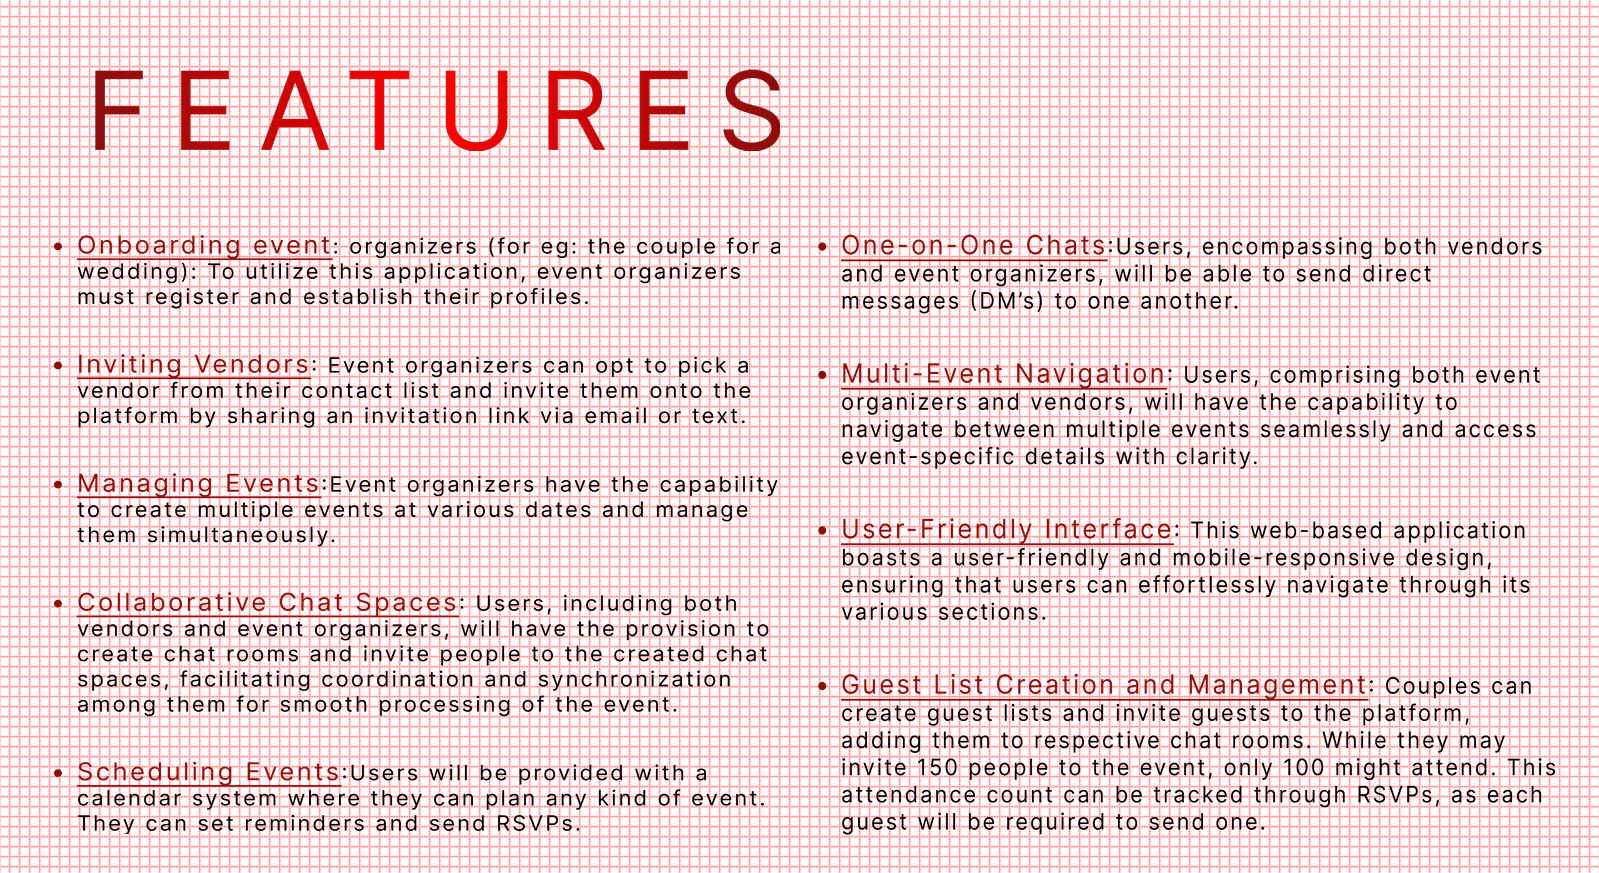 FEATURES
• Onboarding event: organizers (for eg: the couple for a
wedding): To utilize this application, event organizers
must register and establish their profiles.
• Inviting Vendors: Event organizers can opt to pick a
vendor from their contact list and invite them onto the
platform by sharing an invitation link via email or text.
• Managing Events:Event organizers have the capability
to create multiple events at various dates and manage
them simultaneously.
• Collaborative Chat Spaces: Users, including both
vendors and event organizers, will have the provision to
create chat rooms and invite people to the created chat
spaces, facilitating coordination and synchronization
among them for smooth processing of the event.
• Scheduling Events:Users will be provided with a
calendar system where they can plan any kind of event.
They can set reminders and send RSVPs.
• One-on-One Chats:Users, encompassing both vendors
and event organizers, will be able to send direct
messages (DM’s) to one another.
• Multi-Event Navigation: Users, comprising both event
organizers and vendors, will have the capability to
navigate between multiple events seamlessly and access
event-specific details with clarity.
• User-Friendly Interface: This web-based application
boasts a user-friendly and mobile-responsive design,
ensuring that users can effortlessly navigate through its
various sections.
• Guest List Creation and Management: Couples can
create guest lists and invite guests to the platform,
adding them to respective chat rooms. While they may
invite 150 people to the event, only 100 might attend. This
attendance count can be tracked through RSVPs, as each
guest will be required to send one.